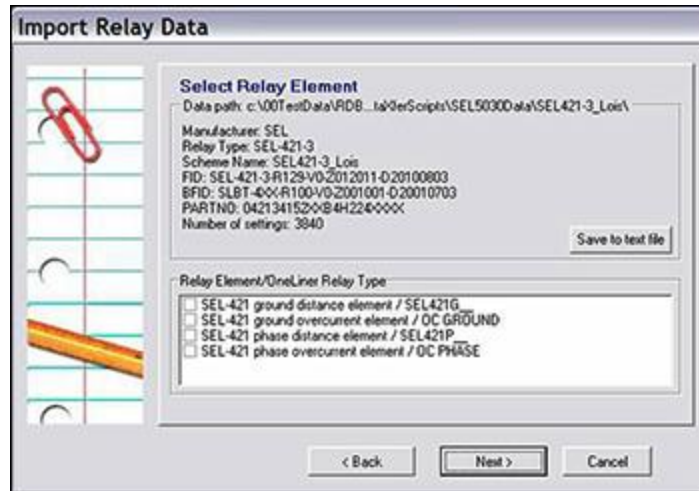 Import Relay Data
Select Relay Element
Data path: c:\00TestData\RDB...taXferScripts\SEL5030Data\SEL421-3_Lois\
Manufacturer: SEL
Relay Type: SEL-421-3
Scheme Name: SEL421-3_Lois
FID: SEL-421-3-R129-V0-Z012011-D20100803
BFID: SLBT-4XX-R100-V0-Z001001-D20010703
PARTNO: 042134152XXB4H224XXXX
Number of settings: 3840
Save to text file
Relay Element/OneLiner Relay Type
SEL-421 ground distance element / SEL421G__
SEL-421 ground overcurrent element / OC GROUND
SEL-421 phase distance element / SEL421P__
SEL-421 phase overcurrent element / OC PHASE
< Back
Next >
Cancel